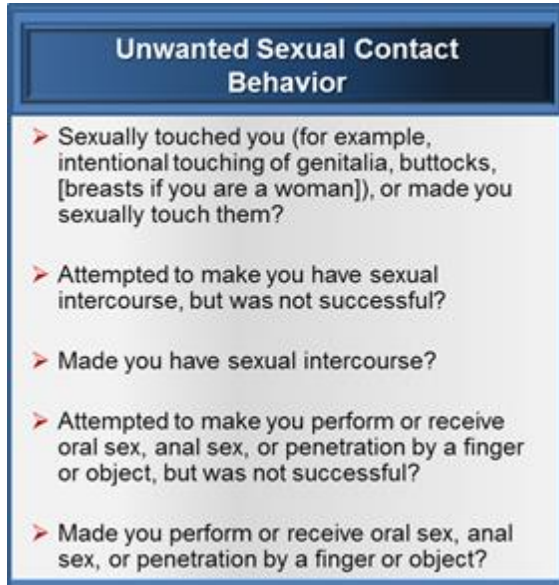 Unwanted Sexual Contact
Behavior
➤ Sexually touched you (for example,
intentional touching of genitalia, buttocks,
[breasts if you are a woman]), or made you
sexually touch them?
➤ Attempted to make you have sexual
intercourse, but was not successful?
➤ Made you have sexual intercourse?
➤ Attempted to make you perform or receive
oral sex, anal sex, or penetration by a finger
or object, but was not successful?
➤ Made you perform or receive oral sex, anal
sex, or penetration by a finger or object?